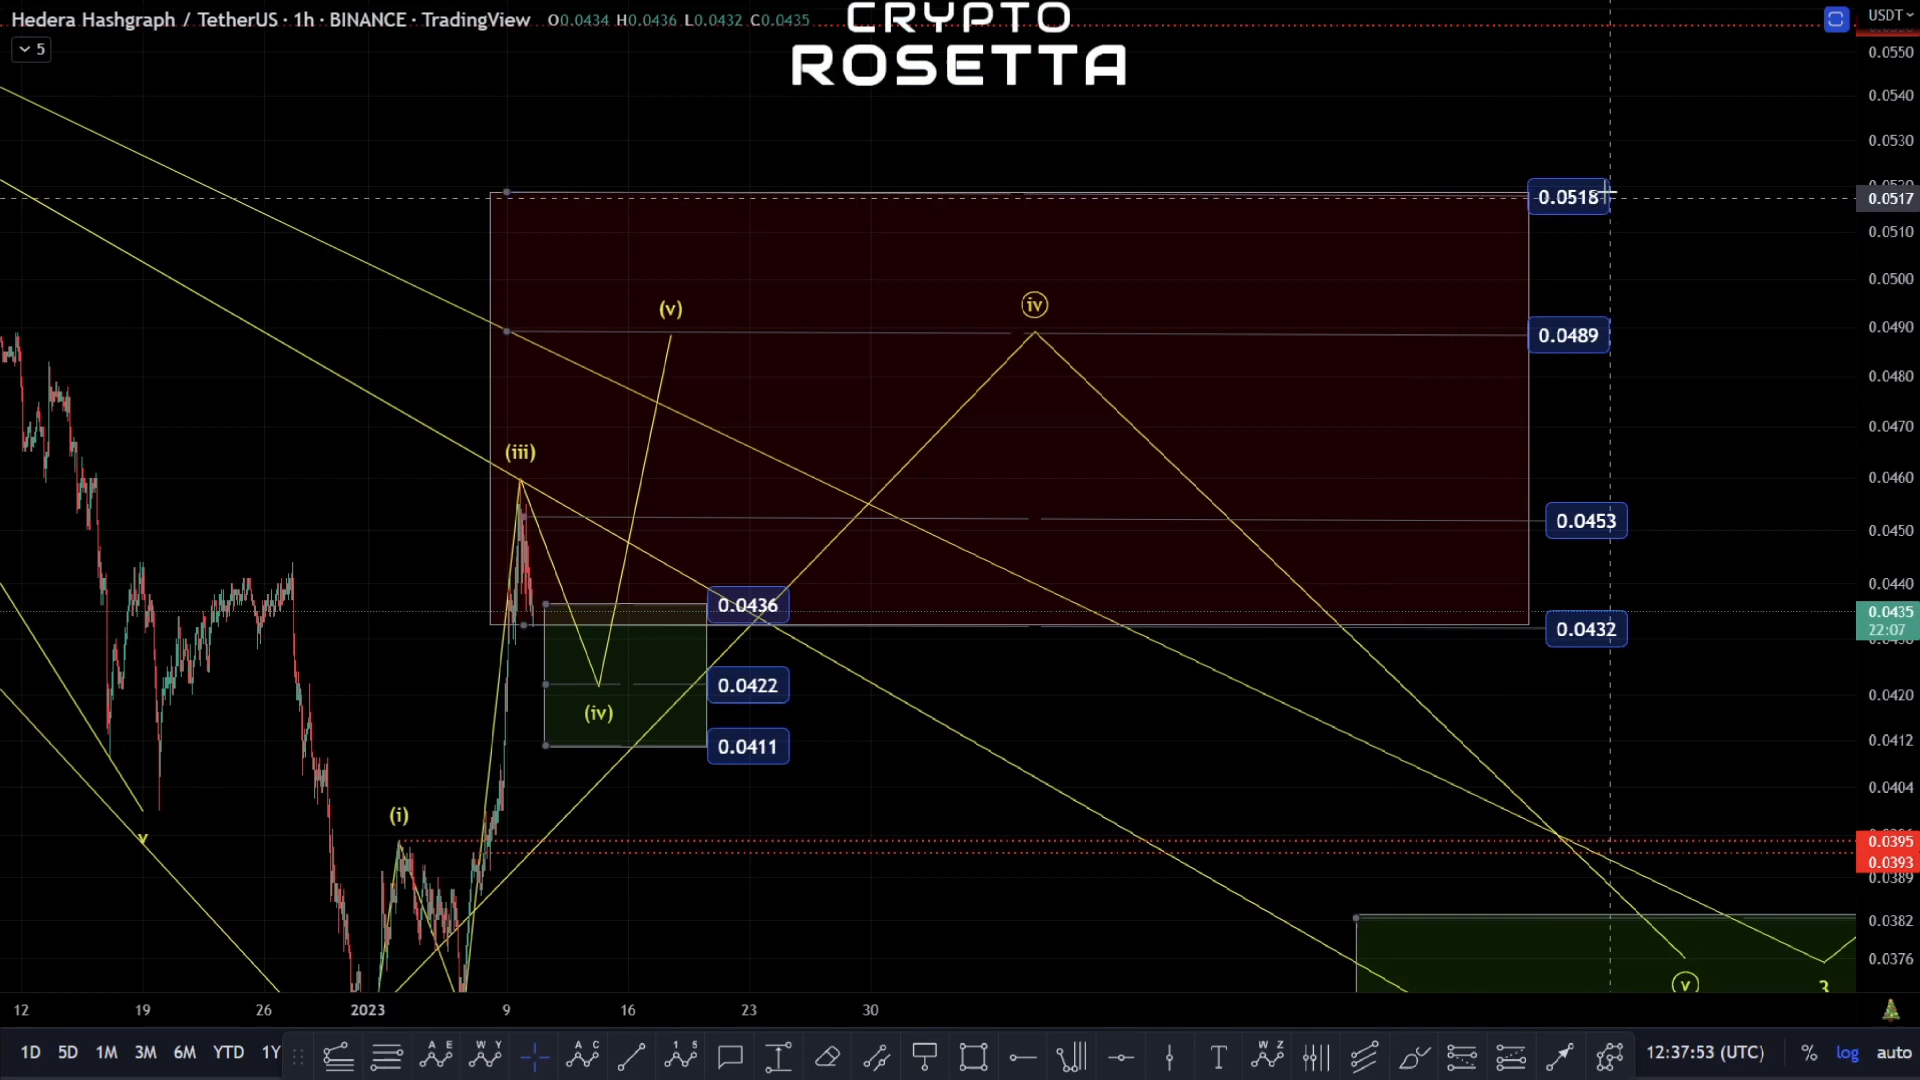 Hedera Hashgraph / TetherUS · 1h · BINANCE · TradingView O0.0434 H0.0436 L0.0432 C0.0435
CRYPTO
ROSETTA
USDT
5
0.0550
0.0540
0.0530
0.0518
0.0517
0.0510
0.0500
(v)
iv
0.0490
0.0489
0.0480
0.0470
(iii)
0.0460
0.0453
0.0450
0.0440
0.0436
0.0435
22:07
0.0432
0.0422
0.0420
(iv)
0.0411
0.0412
0.0404
(i)
v
0.0395
0.0393
0.0389
0.0382
0.0376
v
3
12 19 26 2023 9 16 23 30
1D 5D 1M 3M 6M YTD 1Y
A E
W Y
A C
1 5
T
W Z
12:37:53 (UTC)
%
log
auto